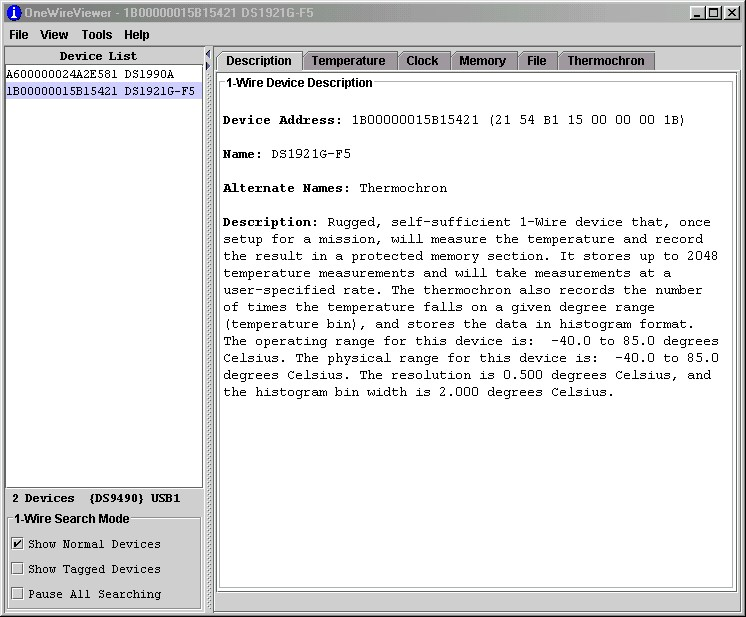 OneWireViewer - 1B00000015B15421 DS1921G-F5
File View Tools Help
Device List
A600000024A2E581 DS1990A
1B00000015B15421 DS1921G-F5
2 Devices {DS9490} USB1
1-Wire Search Mode
Show Normal Devices
Show Tagged Devices
Pause All Searching
Description Temperature Clock Memory File Thermochron
1-Wire Device Description
Device Address: 1B00000015B15421 (21 54 B1 15 00 00 00 1B)
Name: DS1921G-F5
Alternate Names: Thermochron
Description: Rugged, self-sufficient 1-Wire device that, once
setup for a mission, will measure the temperature and record
the result in a protected memory section. It stores up to 2048
temperature measurements and will take measurements at a
user-specified rate. The thermochron also records the number
of times the temperature falls on a given degree range
(temperature bin), and stores the data in histogram format.
The operating range for this device is:  -40.0 to 85.0 degrees
Celsius. The physical range for this device is:  -40.0 to 85.0
degrees Celsius. The resolution is 0.500 degrees Celsius, and
the histogram bin width is 2.000 degrees Celsius.